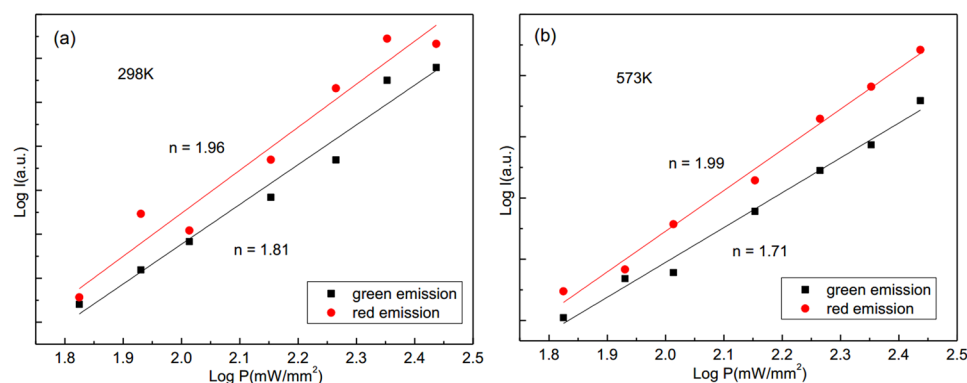 (a)
298K
n = 1.96
n = 1.81
green emission
red emission
Log I(a.u.)
1.8 1.9 2.0 2.1 2.2 2.3 2.4 2.5
Log P(mW/mm²)
(b)
573K
n = 1.99
n = 1.71
green emission
red emission
Log I(a.u.)
1.8 1.9 2.0 2.1 2.2 2.3 2.4 2.5
Log P(mW/mm²)